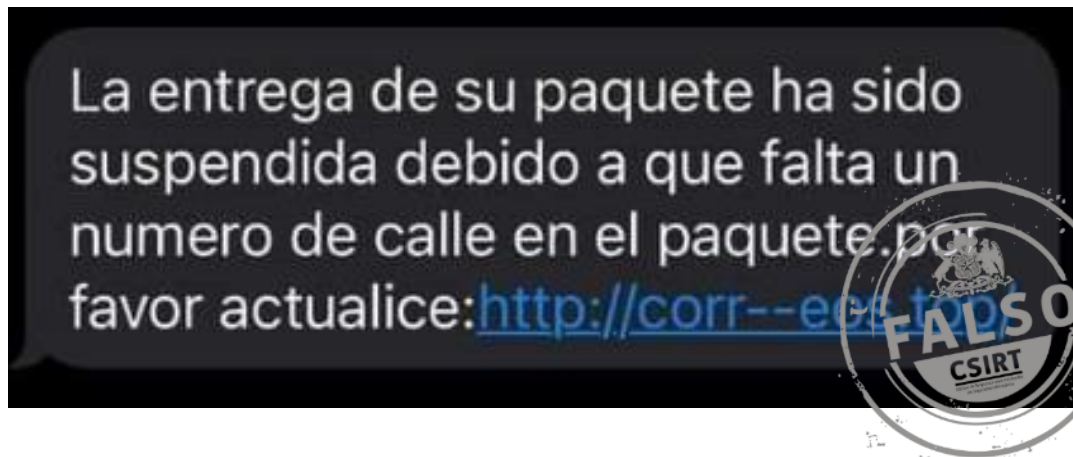 La entrega de su paquete ha sido
suspendida debido a que falta un
numero de calle en el paquete.por
favor actualice:http://corr--eos.top/
FALSO
CSIRT